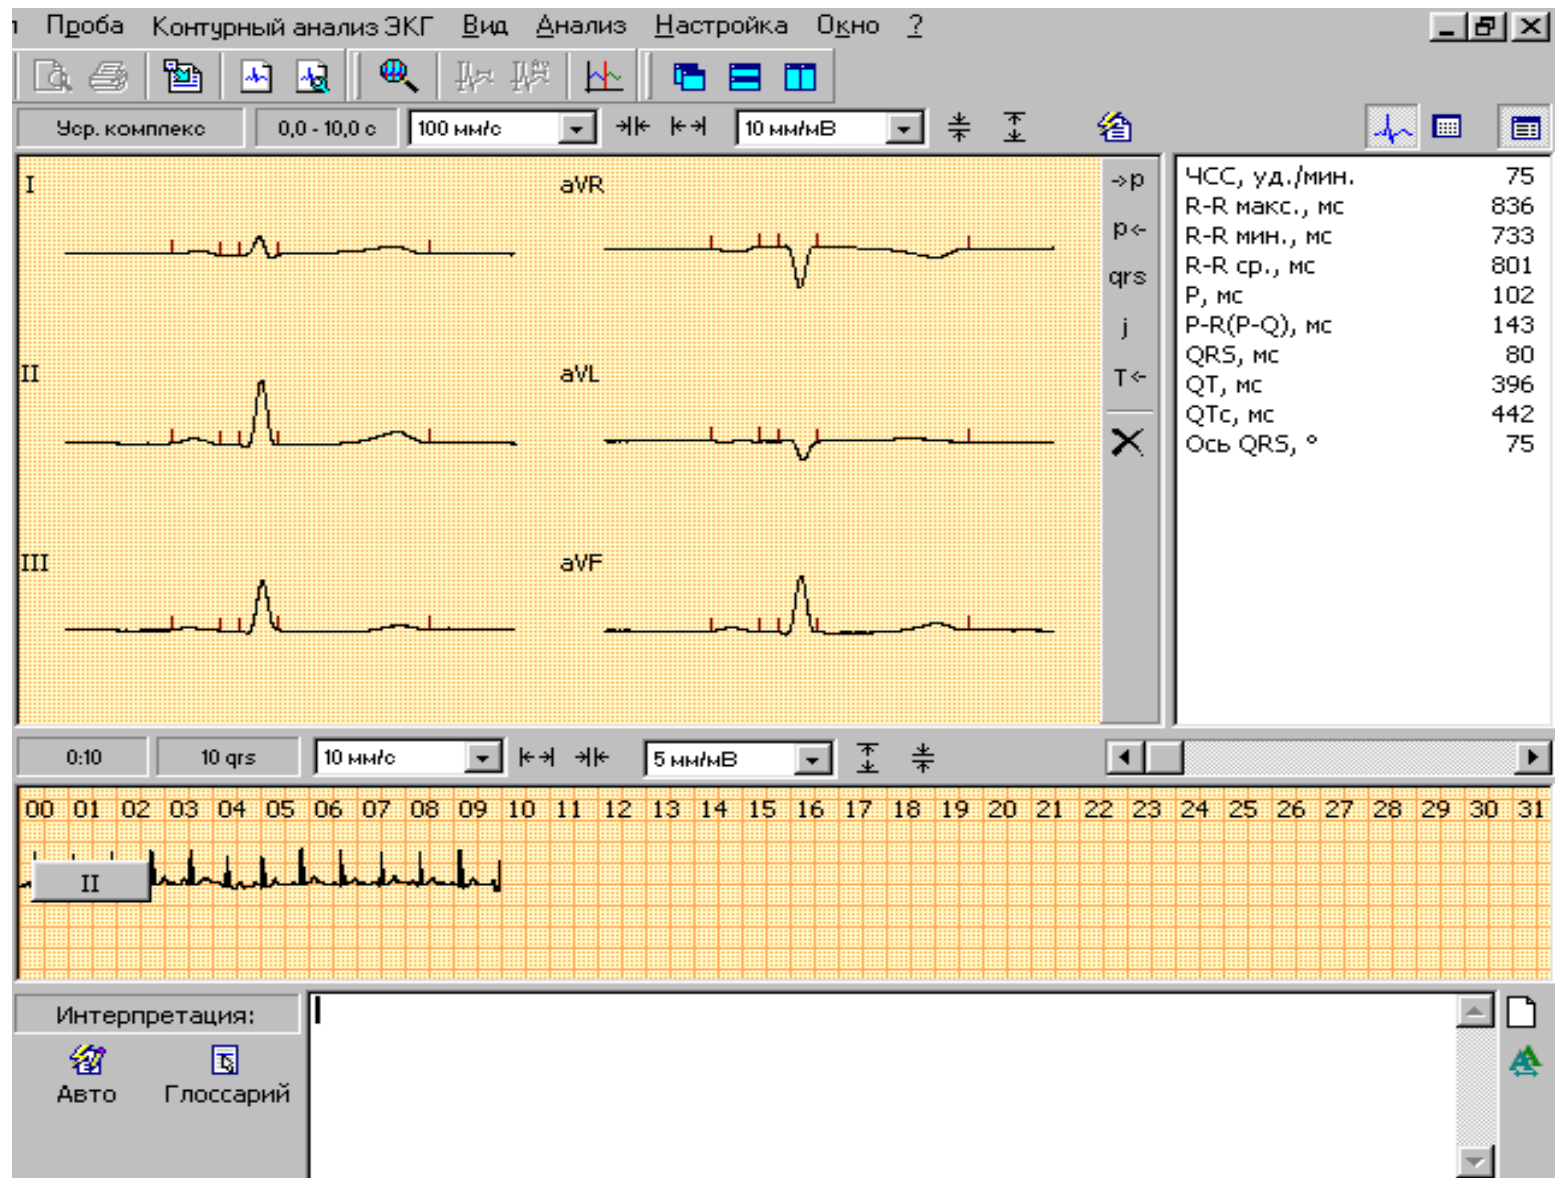 Проба Контурный анализ ЭКГ Вид Анализ Настройка Окно ?
Уср. комплекс 0,0 - 10,0 с 100 мм/с 10 мм/мВ
I aVR
II aVL
III aVF
->p
p<-
qrs
j
T<-
ЧСС, уд./мин. 75
R-R макс., мс 836
R-R мин., мс 733
R-R ср., мс 801
P, мс 102
P-R(P-Q), мс 143
QRS, мс 80
QT, мс 396
QTc, мс 442
Ось QRS, ° 75
0:10 10 qrs 10 мм/с 5 мм/мВ
00 01 02 03 04 05 06 07 08 09 10 11 12 13 14 15 16 17 18 19 20 21 22 23 24 25 26 27 28 29 30 31
II
Интерпретация:
Авто Глоссарий